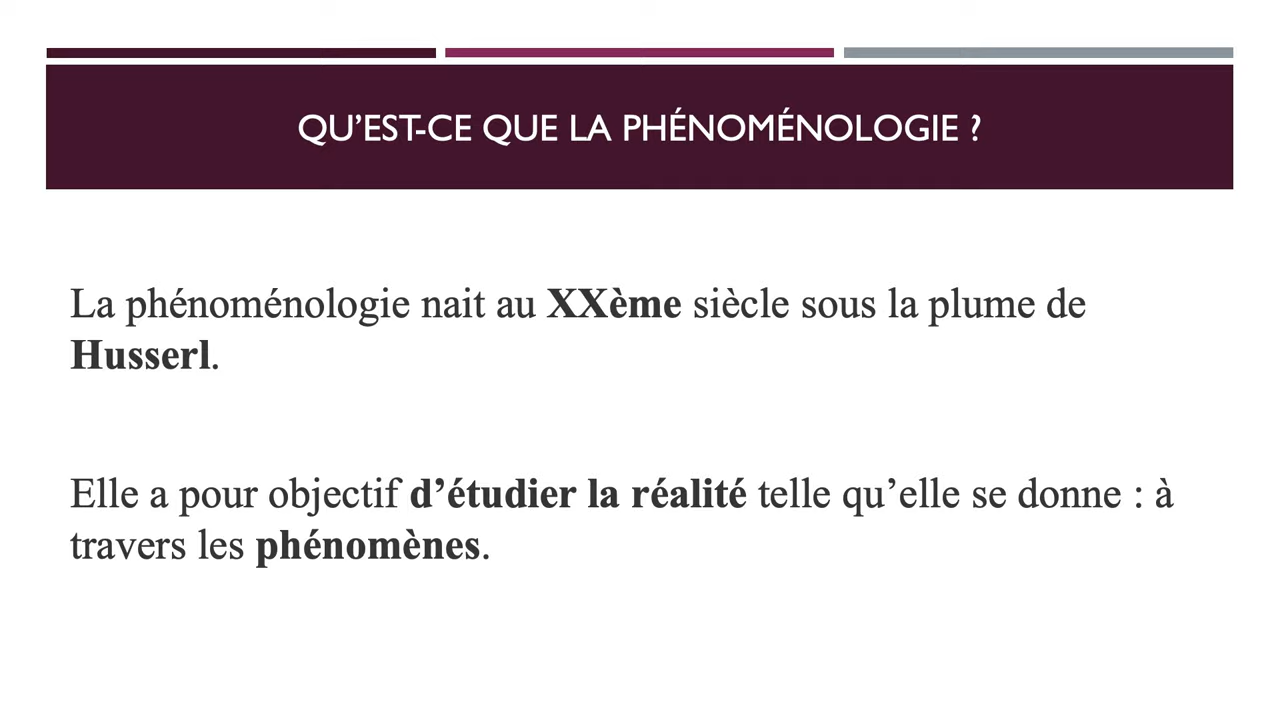 QU’EST-CE QUE LA PHÉNOMÉNOLOGIE ?
La phénoménologie nait au XXème siècle sous la plume de
Husserl.
Elle a pour objectif d’étudier la réalité telle qu’elle se donne : à
travers les phénomènes.